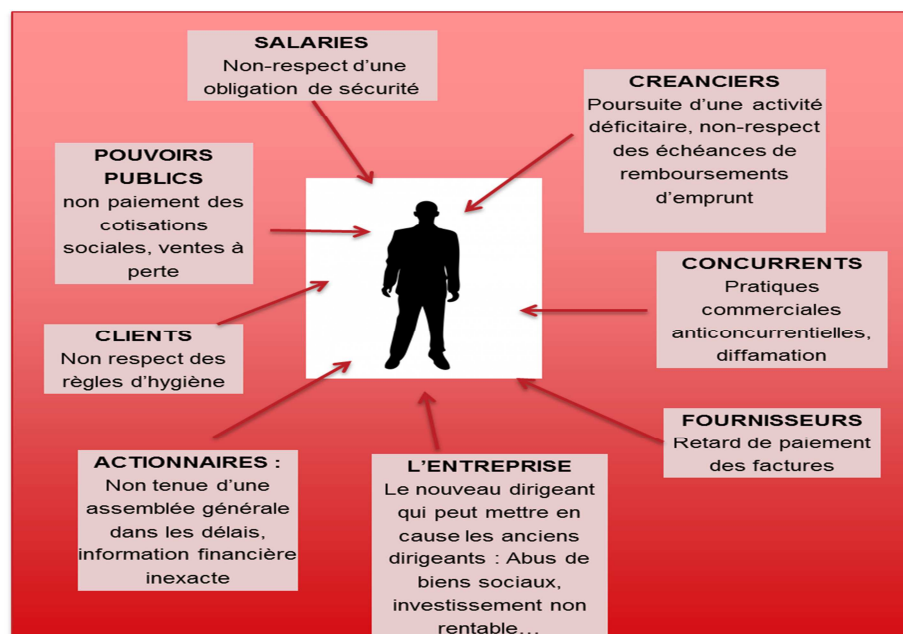 SALARIES
Non-respect d'une
obligation de sécurité
CREANCIERS
Poursuite d'une activité
déficitaire, non-respect
des échéances de
remboursements
d'emprunt
POUVOIRS
PUBLICS
non paiement des
cotisations
sociales, ventes à
perte
CONCURRENTS
Pratiques
commerciales
anticoncurrentielles,
diffamation
CLIENTS
Non respect des
règles d'hygiène
FOURNISSEURS
Retard de paiement
des factures
ACTIONNAIRES :
Non tenue d'une
assemblée générale
dans les délais,
information financière
inexacte
L'ENTREPRISE
Le nouveau dirigeant
qui peut mettre en
cause les anciens
dirigeants : Abus de
biens sociaux,
investissement non
rentable...